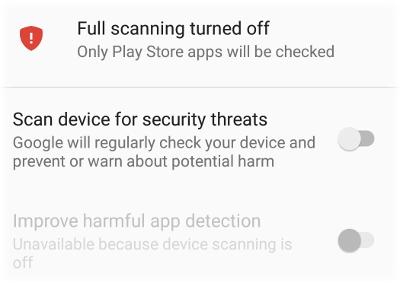 Full scanning turned off
Only Play Store apps will be checked
Scan device for security threats
Google will regularly check your device and
prevent or warn about potential harm
Improve harmful app detection
Unavailable because device scanning is
off